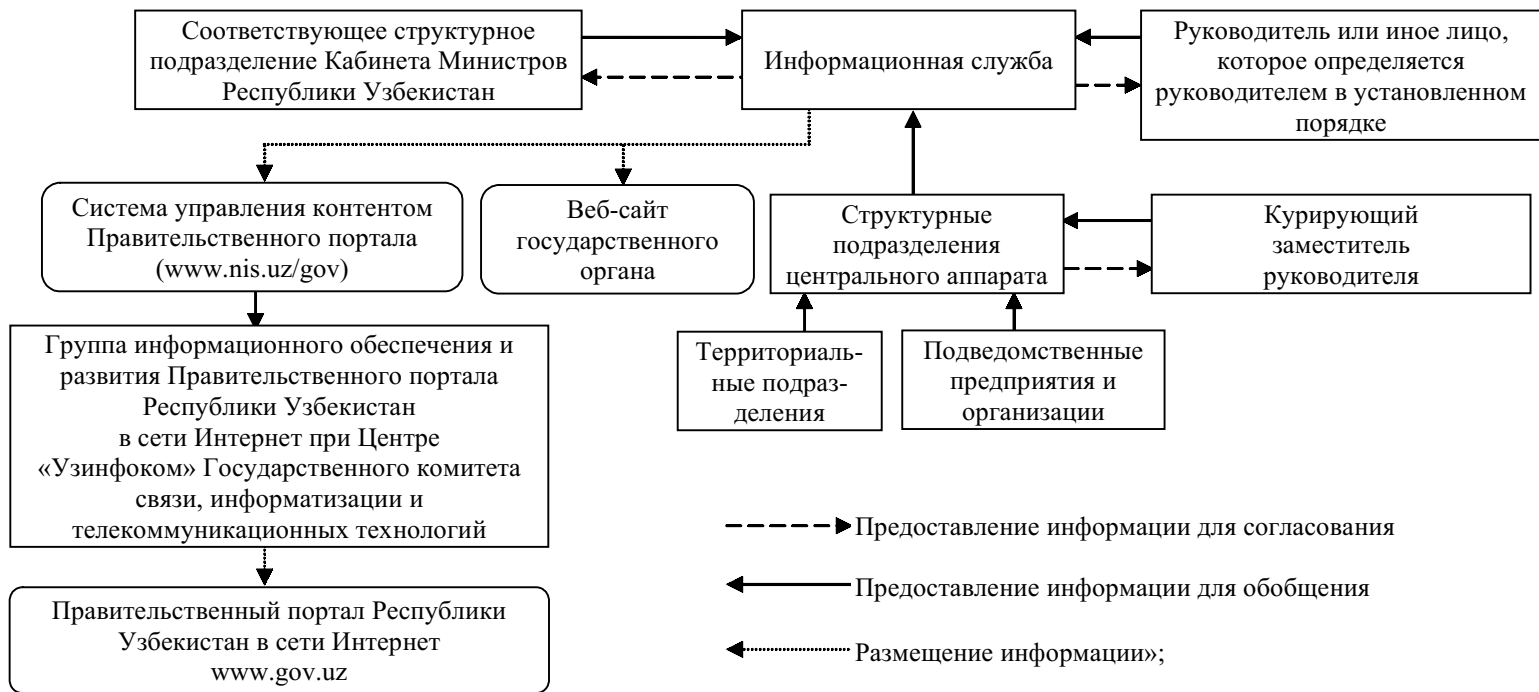 Соответствующее структурное
подразделение Кабинета Министров
Республики Узбекистан
Информационная служба
Руководитель или иное лицо,
которое определяется
руководителем в установленном
порядке
Система управления контентом
Правительственного портала
(www.nis.uz/gov)
Веб-сайт
государственного
органа
Структурные
подразделения
центрального аппарата
Курирующий
заместитель
руководителя
Группа информационного обеспечения и
развития Правительственного портала
Республики Узбекистан
в сети Интернет при Центре
«Узинфоком» Государственного комитета
связи, информатизации и
телекоммуникационных технологий
Территориаль-
ные подраз-
деления
Подведомственные
предприятия и
организации
Правительственный портал Республики
Узбекистан в сети Интернет
www.gov.uz
Предоставление информации для согласования
Предоставление информации для обобщения
Размещение информации»;